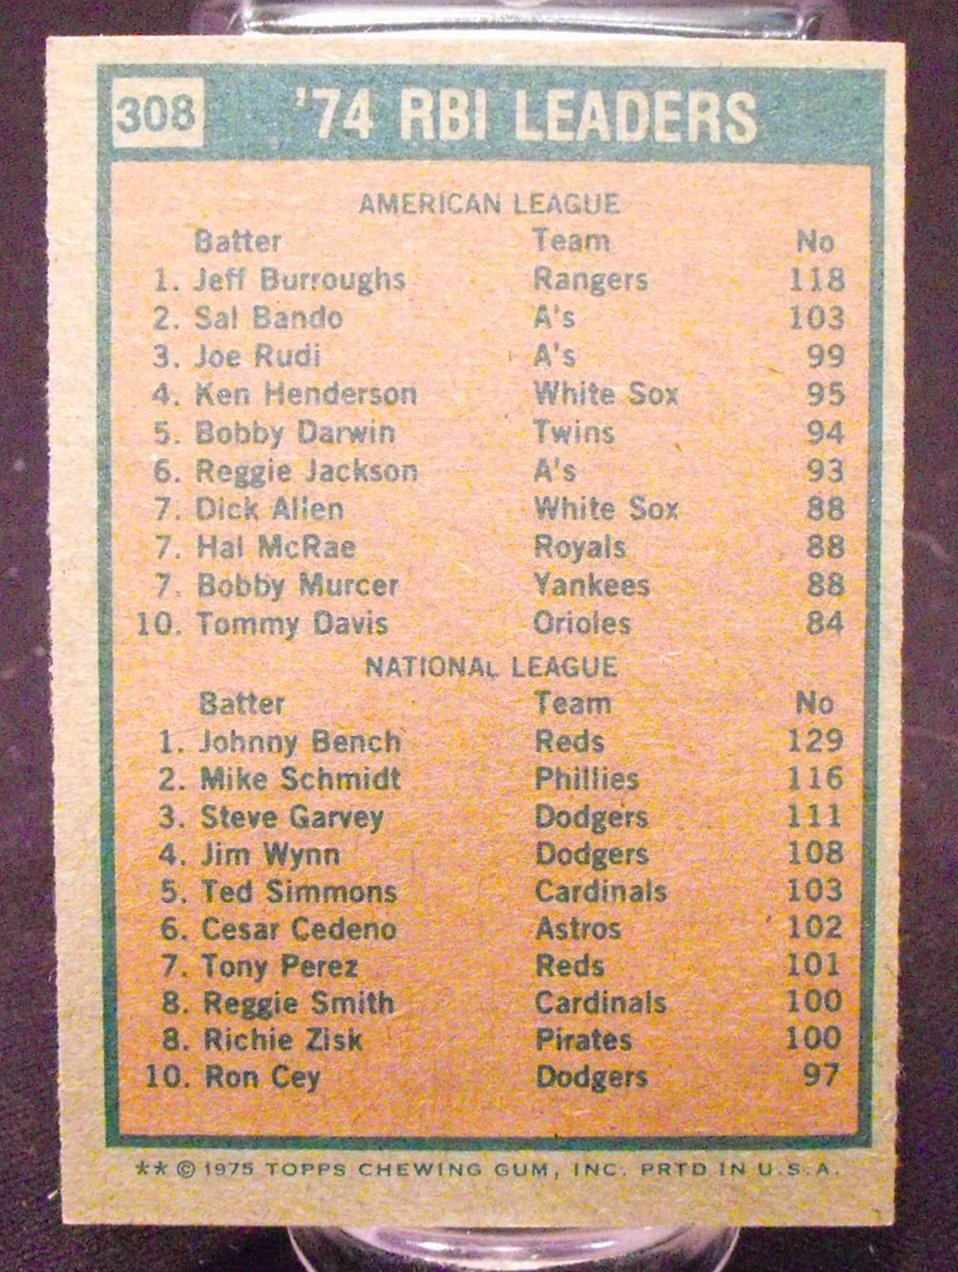 308 '74 RBI LEADERS
AMERICAN LEAGUE
Batter Team No
1. Jeff Burroughs Rangers 118
2. Sal Bando A's 103
3. Joe Rudi A's 99
4. Ken Henderson White Sox 95
5. Bobby Darwin Twins 94
6. Reggie Jackson A's 93
7. Dick Allen White Sox 88
7. Hal McRae Royals 88
7. Bobby Murcer Yankees 88
10. Tommy Davis Orioles 84
NATIONAL LEAGUE
Batter Team No
1. Johnny Bench Reds 129
2. Mike Schmidt Phillies 116
3. Steve Garvey Dodgers 111
4. Jim Wynn Dodgers 108
5. Ted Simmons Cardinals 103
6. Cesar Cedeno Astros 102
7. Tony Perez Reds 101
8. Reggie Smith Cardinals 100
8. Richie Zisk Pirates 100
10. Ron Cey Dodgers 97
** © 1975 TOPPS CHEWING GUM, INC. PRTD IN U.S.A.